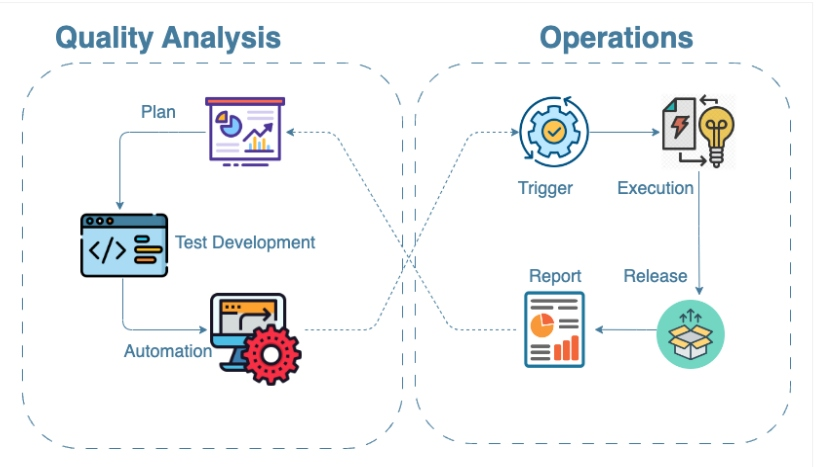 Quality Analysis
Operations
Plan
Test Development
Automation
Trigger
Execution
Report
Release